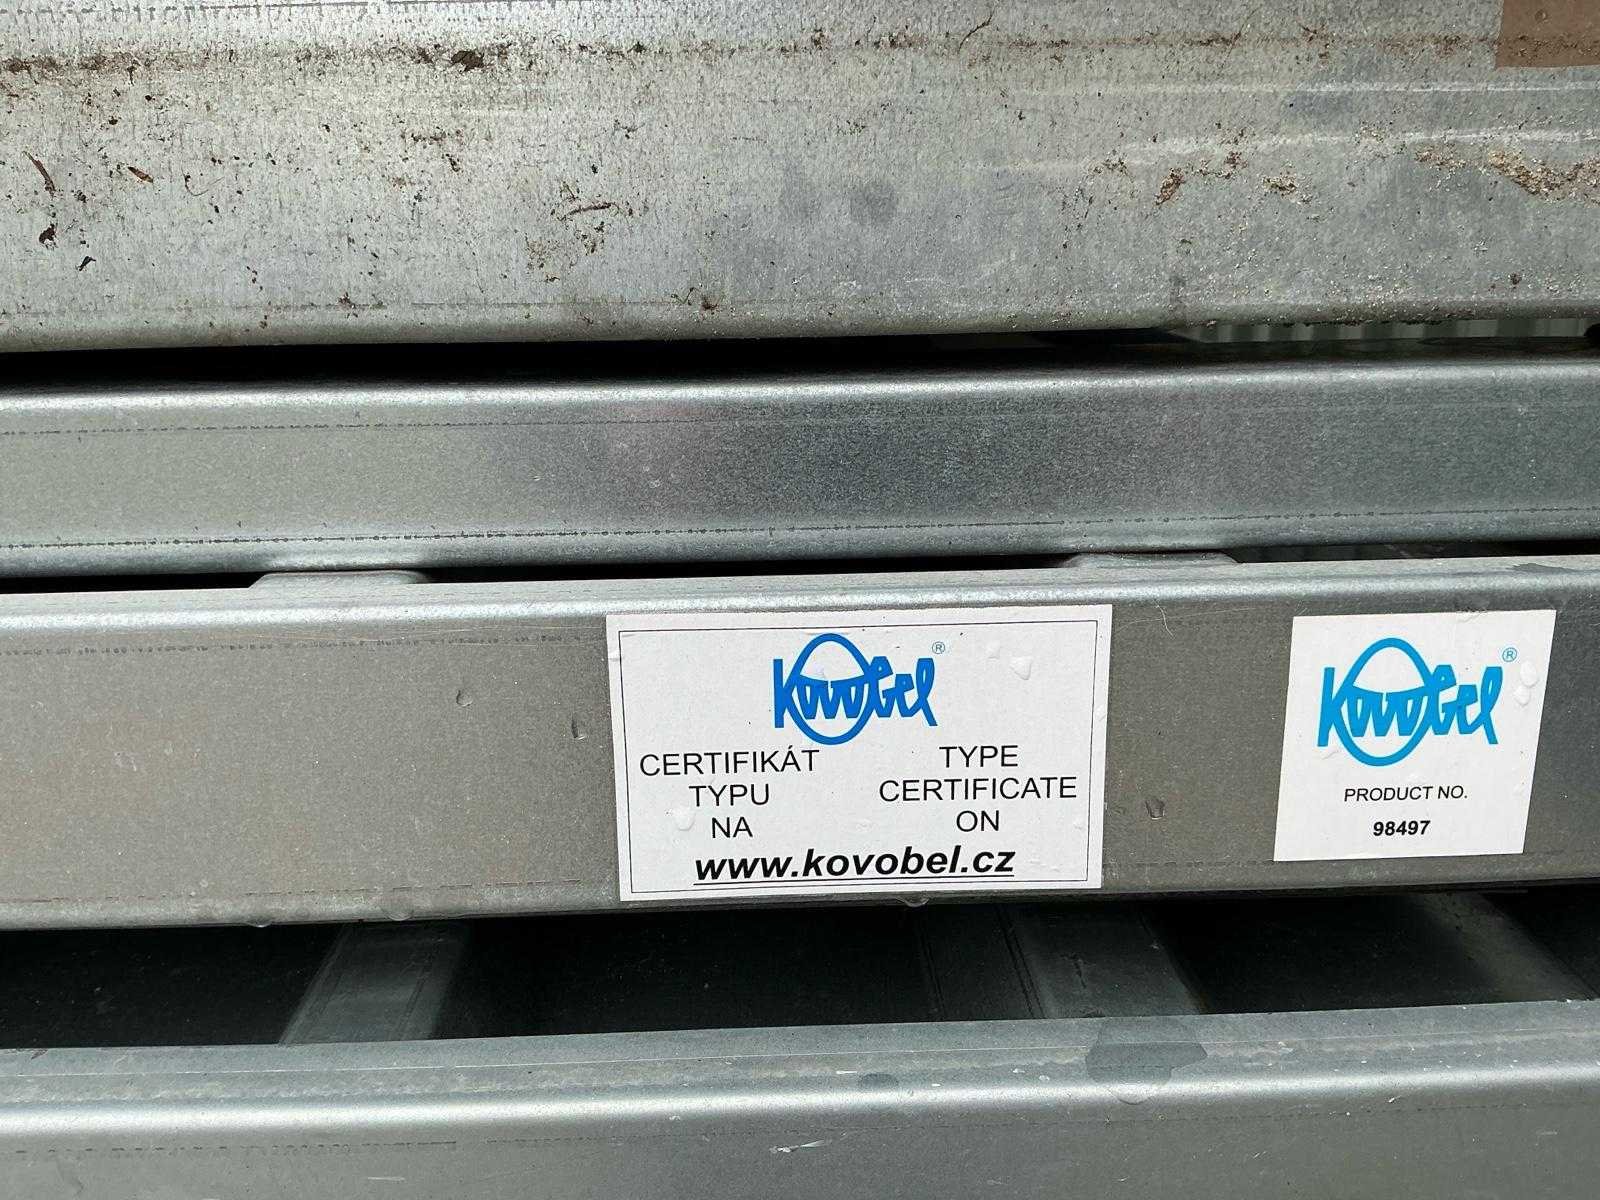 Kovobel®
CERTIFIKÁT
TYPU
NA
TYPE
CERTIFICATE
ON
www.kovobel.cz
Kovobel®
PRODUCT NO.
98497